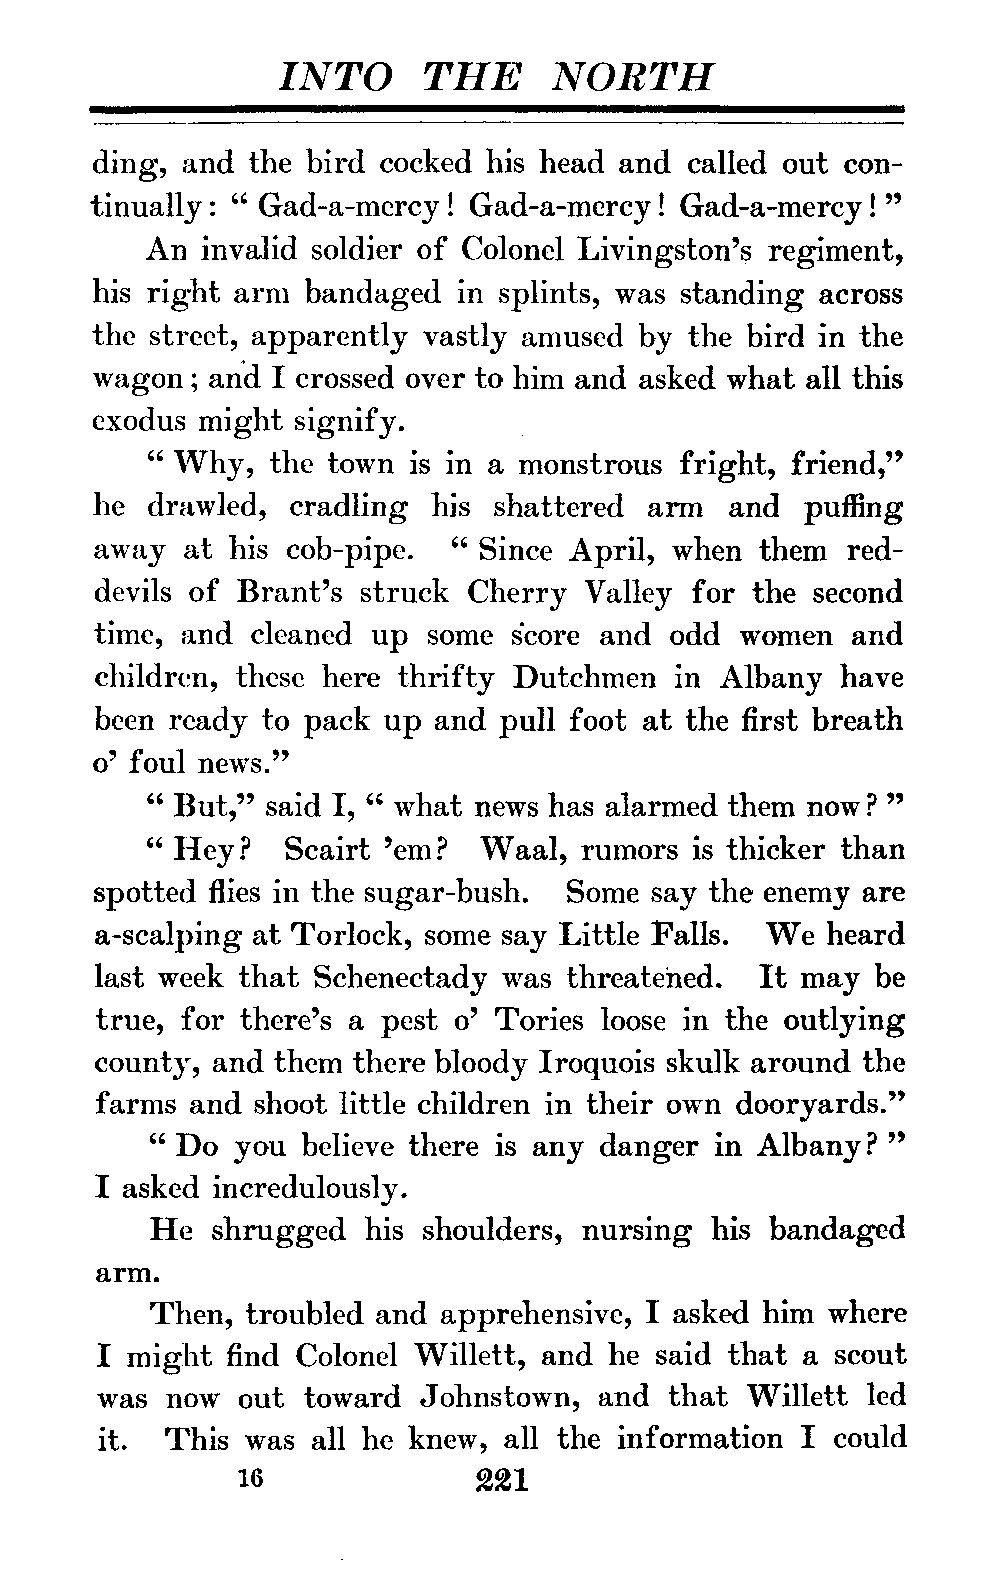 INTO THE NORTH
ding, and the bird cocked his head and called out con-
tinually: “ Gad-a-mercy! Gad-a-mercy! Gad-a-mercy!”
An invalid soldier of Colonel Livingston’s regiment,
his right arm bandaged in splints, was standing across
the street, apparently vastly amused by the bird in the
wagon; and I crossed over to him and asked what all this
exodus might signify.
“ Why, the town is in a monstrous fright, friend,”
he drawled, cradling his shattered arm and puffing
away at his cob-pipe. “ Since April, when them red-
devils of Brant’s struck Cherry Valley for the second
time, and cleaned up some score and odd women and
children, these here thrifty Dutchmen in Albany have
been ready to pack up and pull foot at the first breath
o’ foul news.”
“ But,” said I, “ what news has alarmed them now? ”
“ Hey? Scairt ’em? Waal, rumors is thicker than
spotted flies in the sugar-bush. Some say the enemy are
a-scalping at Torlock, some say Little Falls. We heard
last week that Schenectady was threatened. It may be
true, for there’s a pest o’ Tories loose in the outlying
county, and them there bloody Iroquois skulk around the
farms and shoot little children in their own dooryards.”
“ Do you believe there is any danger in Albany? ”
I asked incredulously.
He shrugged his shoulders, nursing his bandaged
arm.
Then, troubled and apprehensive, I asked him where
I might find Colonel Willett, and he said that a scout
was now out toward Johnstown, and that Willett led
it. This was all he knew, all the information I could
16 221